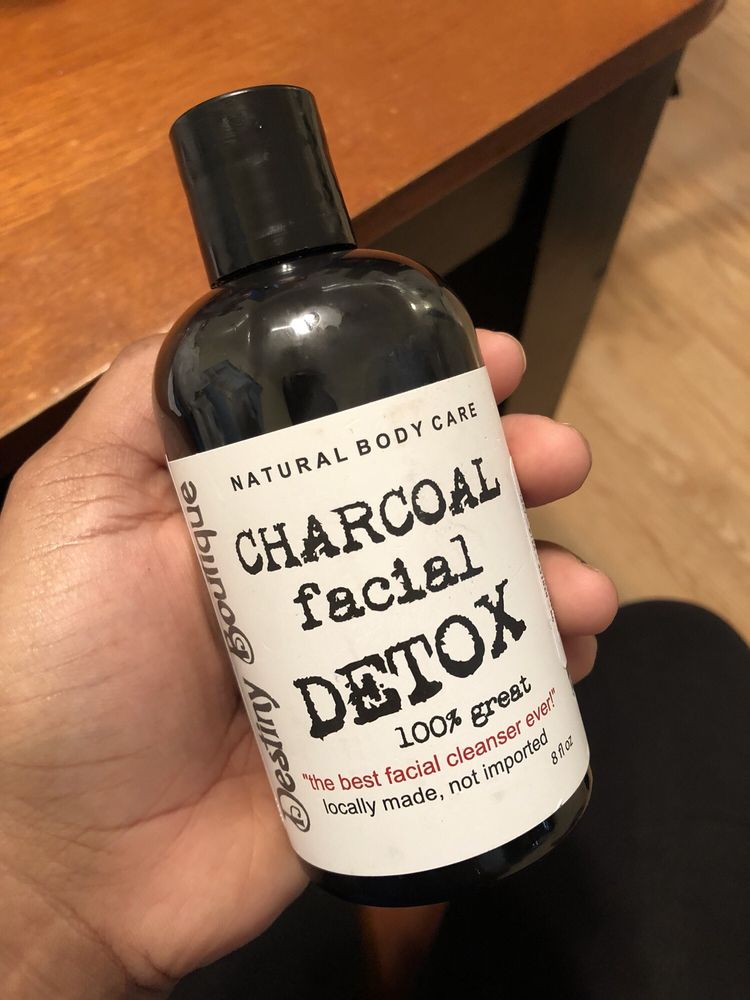 NATURAL BODY CARE
CHARCOAL
facial
DETOX
100% great
"the best facial cleanser ever!"
locally made, not imported
8 fl oz
Destiny Boutique